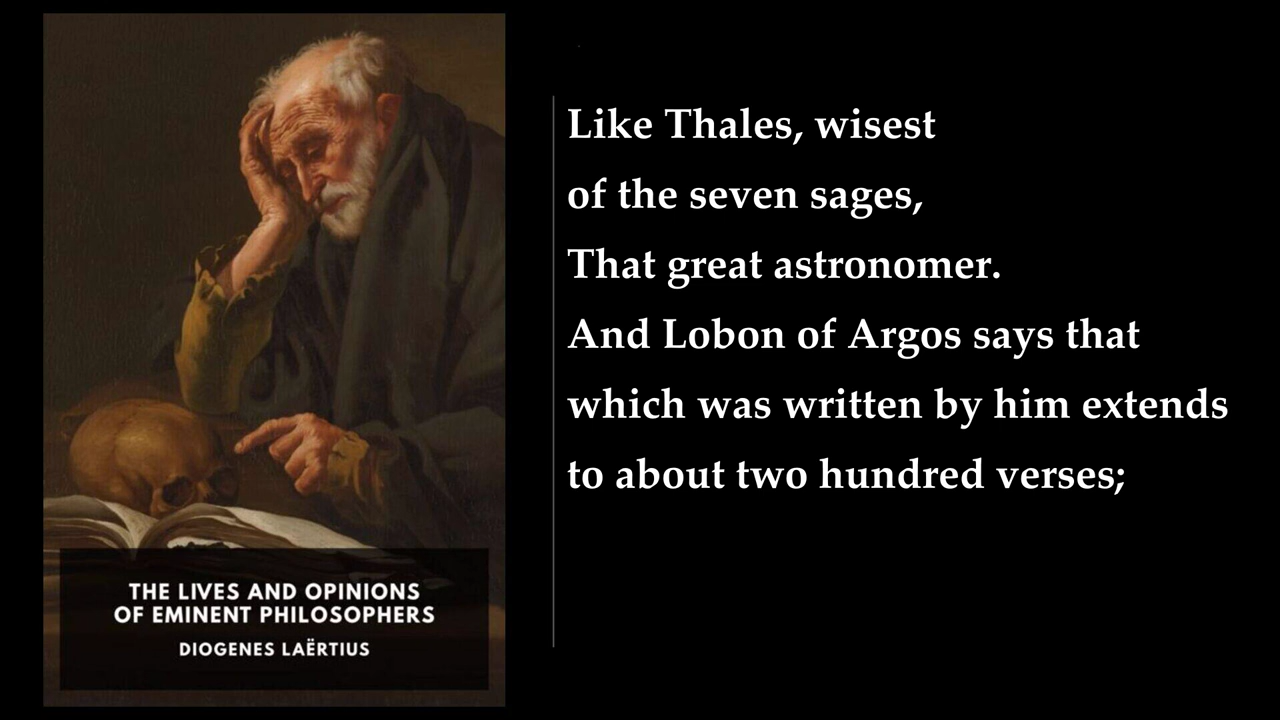 Like Thales, wisest
of the seven sages,
That great astronomer.
And Lobon of Argos says that
which was written by him extends
to about two hundred verses;
THE LIVES AND OPINIONS
OF EMINENT PHILOSOPHERS
DIOGENES LAËRTIUS